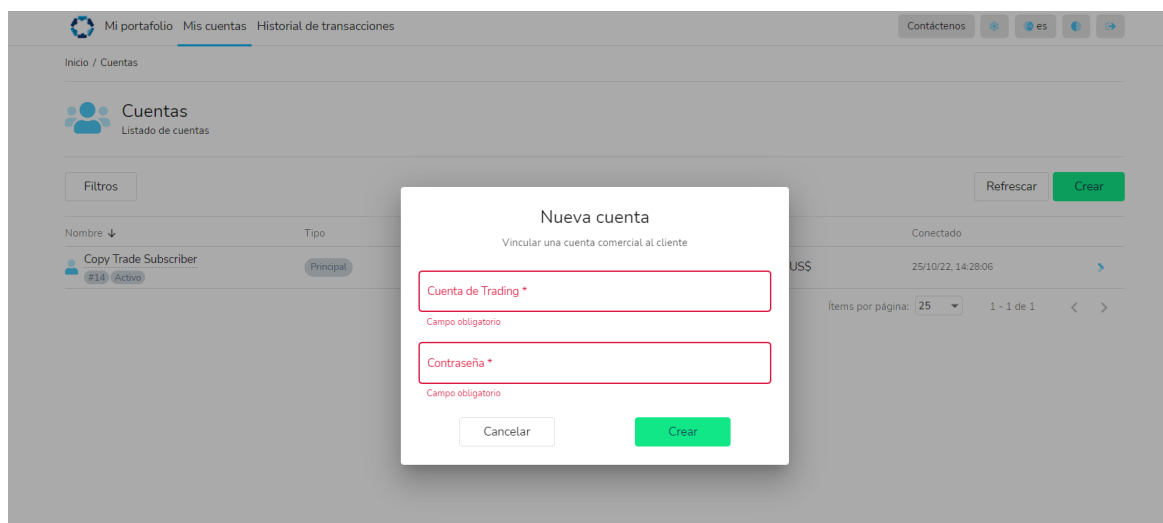 Mi portafolio Mis cuentas Historial de transacciones Contáctenos es
Inicio / Cuentas
Cuentas
Listado de cuentas
Filtros Refrescar Crear
Nombre Tipo Conectado
Copy Trade Subscriber Principal US$ 25/10/22, 14:28:06
#14 Activo
Ítems por página: 25 1 - 1 de 1
Nueva cuenta
Vincular una cuenta comercial al cliente
Cuenta de Trading *
Campo obligatorio
Contraseña *
Campo obligatorio
Cancelar Crear